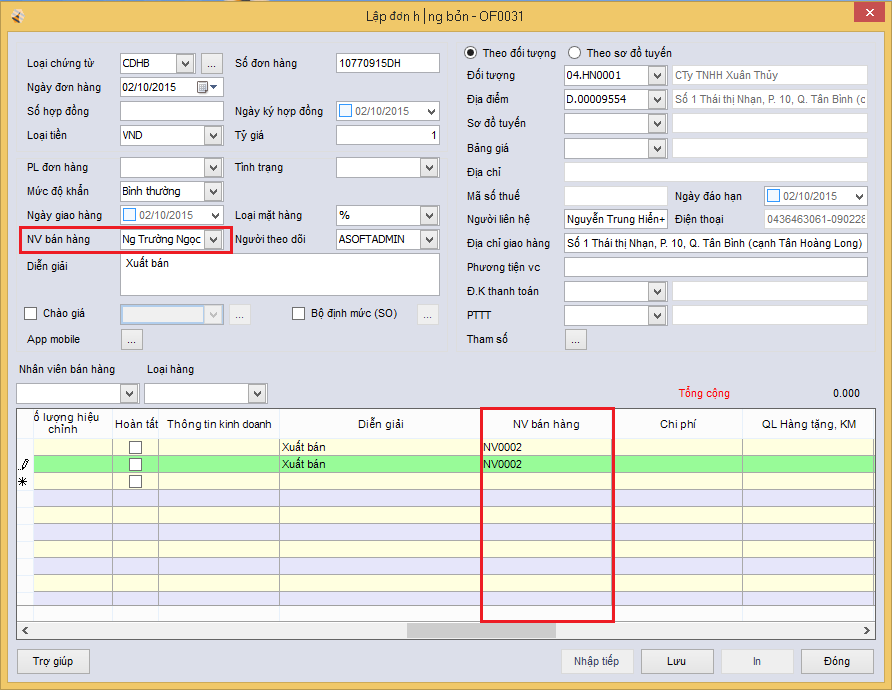 Lập đơn h│ng bỏn - OF0031
Loại chứng từ CDHB ... Số đơn hàng 10770915DH
Ngày đơn hàng 02/10/2015
Số hợp đồng Ngày ký hợp đồng 02/10/2015
Loại tiền VND Tỷ giá 1
PL đơn hàng Tình trạng
Mức độ khẩn Bình thường
Ngày giao hàng 02/10/2015 Loại mặt hàng %
NV bán hàng Ng Trường Ngọc Người theo dõi ASOFTADMIN
Diễn giải Xuất bán
Chào giá ... Bộ định mức (SO) ...
App mobile ...
Theo đối tượng Theo sơ đồ tuyến
Đối tượng 04.HN0001 CTy TNHH Xuân Thủy
Địa điểm D.00009554 Số 1 Thái thị Nhạn, P. 10, Q. Tân Bình (c
Sơ đồ tuyến
Bảng giá
Địa chỉ
Mã số thuế Ngày đáo hạn 02/10/2015
Người liên hệ Nguyễn Trung Hiển+ Điện thoại 0436463061-090228
Địa chỉ giao hàng Số 1 Thái thị Nhạn, P. 10, Q. Tân Bình (cạnh Tân Hoàng Long)
Phương tiện vc
Đ.K thanh toán
PTTT
Tham số ...
Nhân viên bán hàng Loại hàng
Tổng cộng 0.000
ố lượng hiệu chỉnh Hoàn tất Thông tin kinh doanh Diễn giải NV bán hàng Chi phí QL Hàng tặng, KM
Xuất bán NV0002
Xuất bán NV0002
Trợ giúp Nhập tiếp Lưu In Đóng